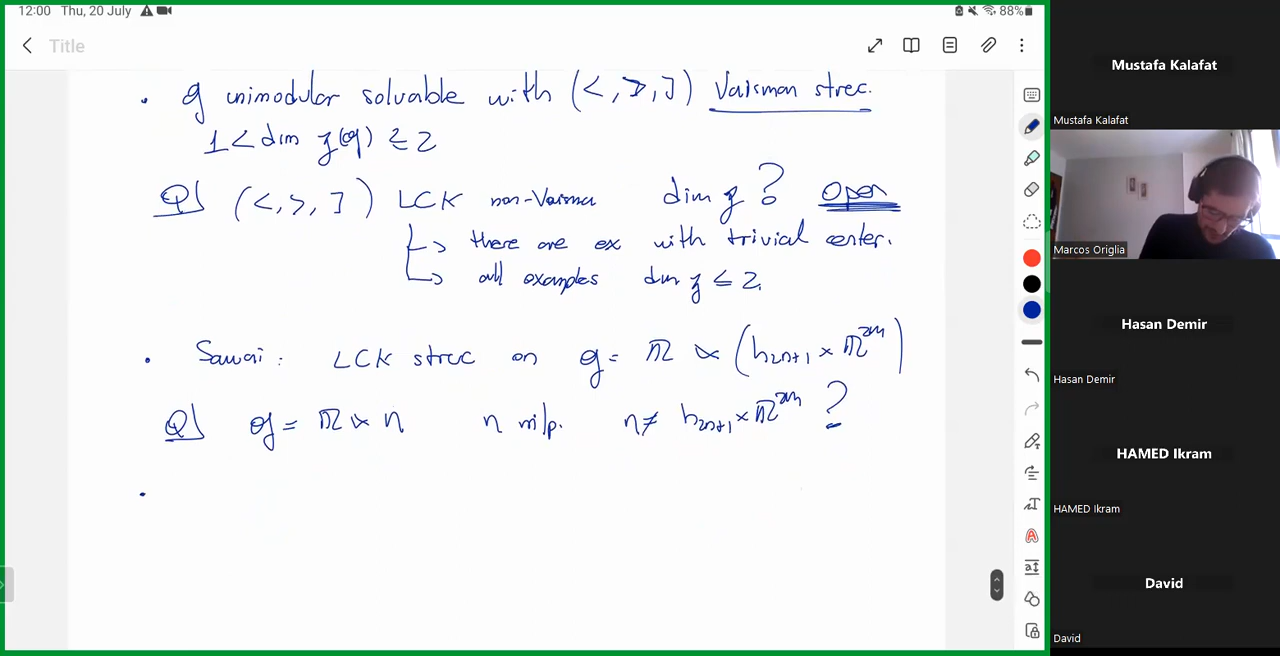 12:00 Thu, 20 July
88%
Title
• g unimodular solvable with (<,>,J) Vaisman struc.
1 < dim z(g) ≤ 2
Q) (<,>,J) LCK non-Vaisman dim z ? Open
↳ there are ex with trivial center.
↳ all examples dim z ≤ 2.
• Sawai: LCK struc on g = ℝ ⋉ (h2n+1 × ℝ2m)
Q) g = ℝ ⋉ n n nilp. n ≠ h2n+1 × ℝ2m ?
•
Mustafa Kalafat
Mustafa Kalafat
Marcos Origlia
Hasan Demir
Hasan Demir
HAMED Ikram
HAMED Ikram
David
David